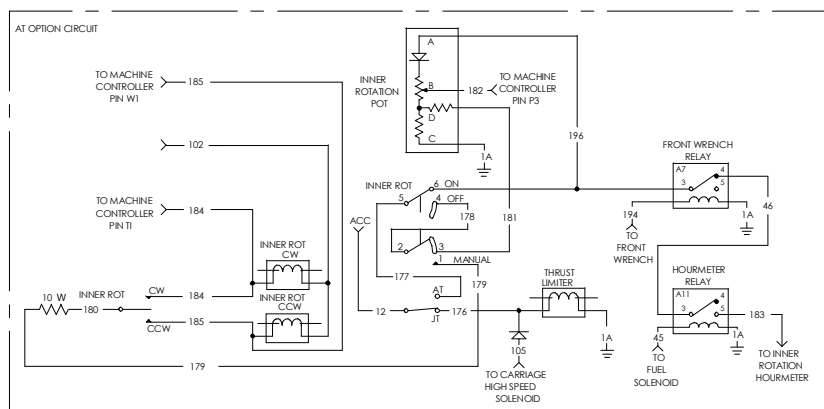 AT OPTION CIRCUIT
TO MACHINE
CONTROLLER
PIN W1
185
102
TO MACHINE
CONTROLLER
PIN T1
184
INNER ROT
CW
INNER ROT
CCW
10 W
180
INNER ROT
CW
184
CCW
185
179
INNER
ROTATION
POT
A
B
D
C
182
TO MACHINE
CONTROLLER
PIN P3
1A
196
181
INNER ROT
6 ON
5
4 OFF
178
2
3
1
MANUAL
179
177
ACC
12
AT
JT
176
THRUST
LIMITER
1A
105
TO CARRIAGE
HIGH SPEED
SOLENOID
FRONT WRENCH
RELAY
A7
3
4
5
1A
194
TO
FRONT
WRENCH
46
HOURMETER
RELAY
A11
3
4
5
1A
183
45
TO
FUEL
SOLENOID
TO INNER
ROTATION
HOURMETER